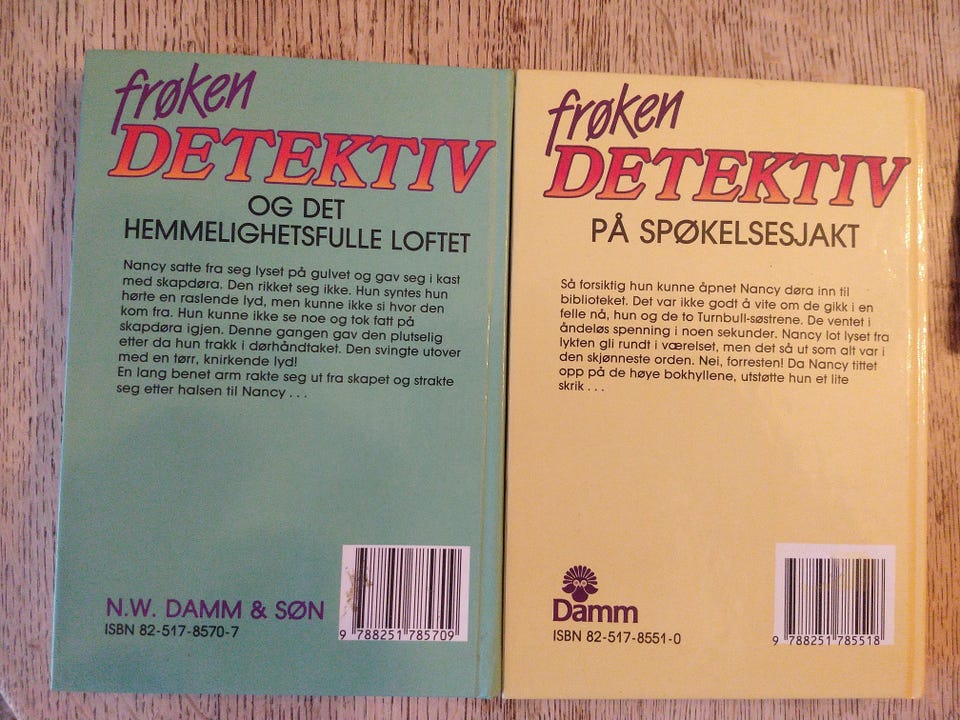 frøken
DETEKTIV
OG DET
HEMMELIGHETSFULLE LOFTET
Nancy satte fra seg lyset på gulvet og gav seg i kast
med skapdøra. Den rikket seg ikke. Hun syntes hun
hørte en raslende lyd, men kunne ikke si hvor den
kom fra. Hun kunne ikke se noe og tok fatt på
skapdøra igjen. Denne gangen gav den plutselig
etter da hun trakk i dørhåndtaket. Den svingte utover
med en tørr, knirkende lyd!
En lang benet arm rakte seg ut fra skapet og strakte
seg etter halsen til Nancy . . .
N.W. DAMM & SØN
ISBN 82-517-8570-7
9 788251 785709
frøken
DETEKTIV
PÅ SPØKELSESJAKT
Så forsiktig hun kunne åpnet Nancy døra inn til
biblioteket. Det var ikke godt å vite om de gikk i en
felle nå, hun og de to Turnbull-søstrene. De ventet i
åndeløs spenning i noen sekunder. Nancy lot lyset fra
lykten gli rundt i værelset, men det så ut som alt var i
den skjønneste orden. Nei, forresten! Da Nancy tittet
opp på de høye bokhyllene, utstøtte hun et lite
skrik . . .
Damm
ISBN 82-517-8551-0
9 788251 785518